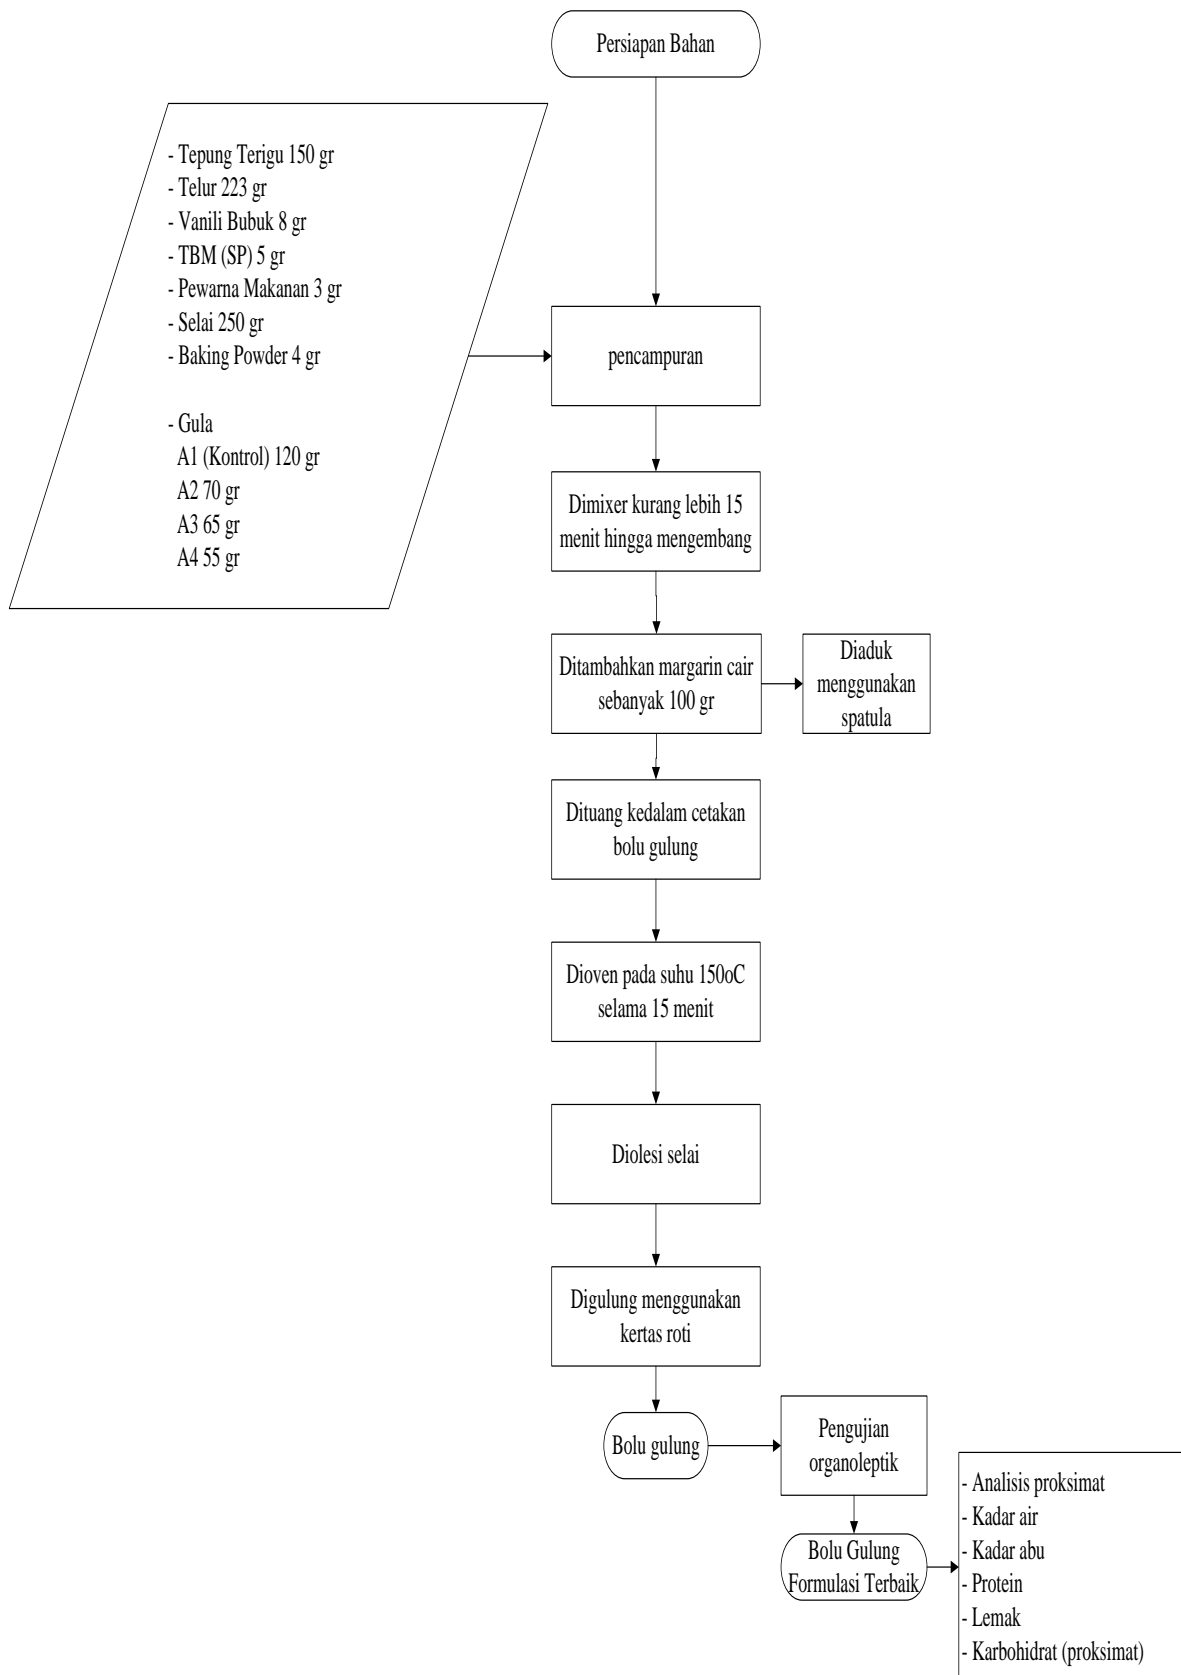 Persiapan Bahan
- Tepung Terigu 150 gr
- Telur 223 gr
- Vanili Bubuk 8 gr
- TBM (SP) 5 gr
- Pewarna Makanan 3 gr
- Selai 250 gr
- Baking Powder 4 gr
- Gula
A1 (Kontrol) 120 gr
A2 70 gr
A3 65 gr
A4 55 gr
pencampuran
Dimixer kurang lebih 15
menit hingga mengembang
Ditambahkan margarin cair
sebanyak 100 gr
Diaduk
menggunakan
spatula
Dituang kedalam cetakan
bolu gulung
Dioven pada suhu 150oC
selama 15 menit
Diolesi selai
Digulung menggunakan
kertas roti
Bolu gulung
Pengujian
organoleptik
Bolu Gulung
Formulasi Terbaik
- Analisis proksimat
- Kadar air
- Kadar abu
- Protein
- Lemak
- Karbohidrat (proksimat)